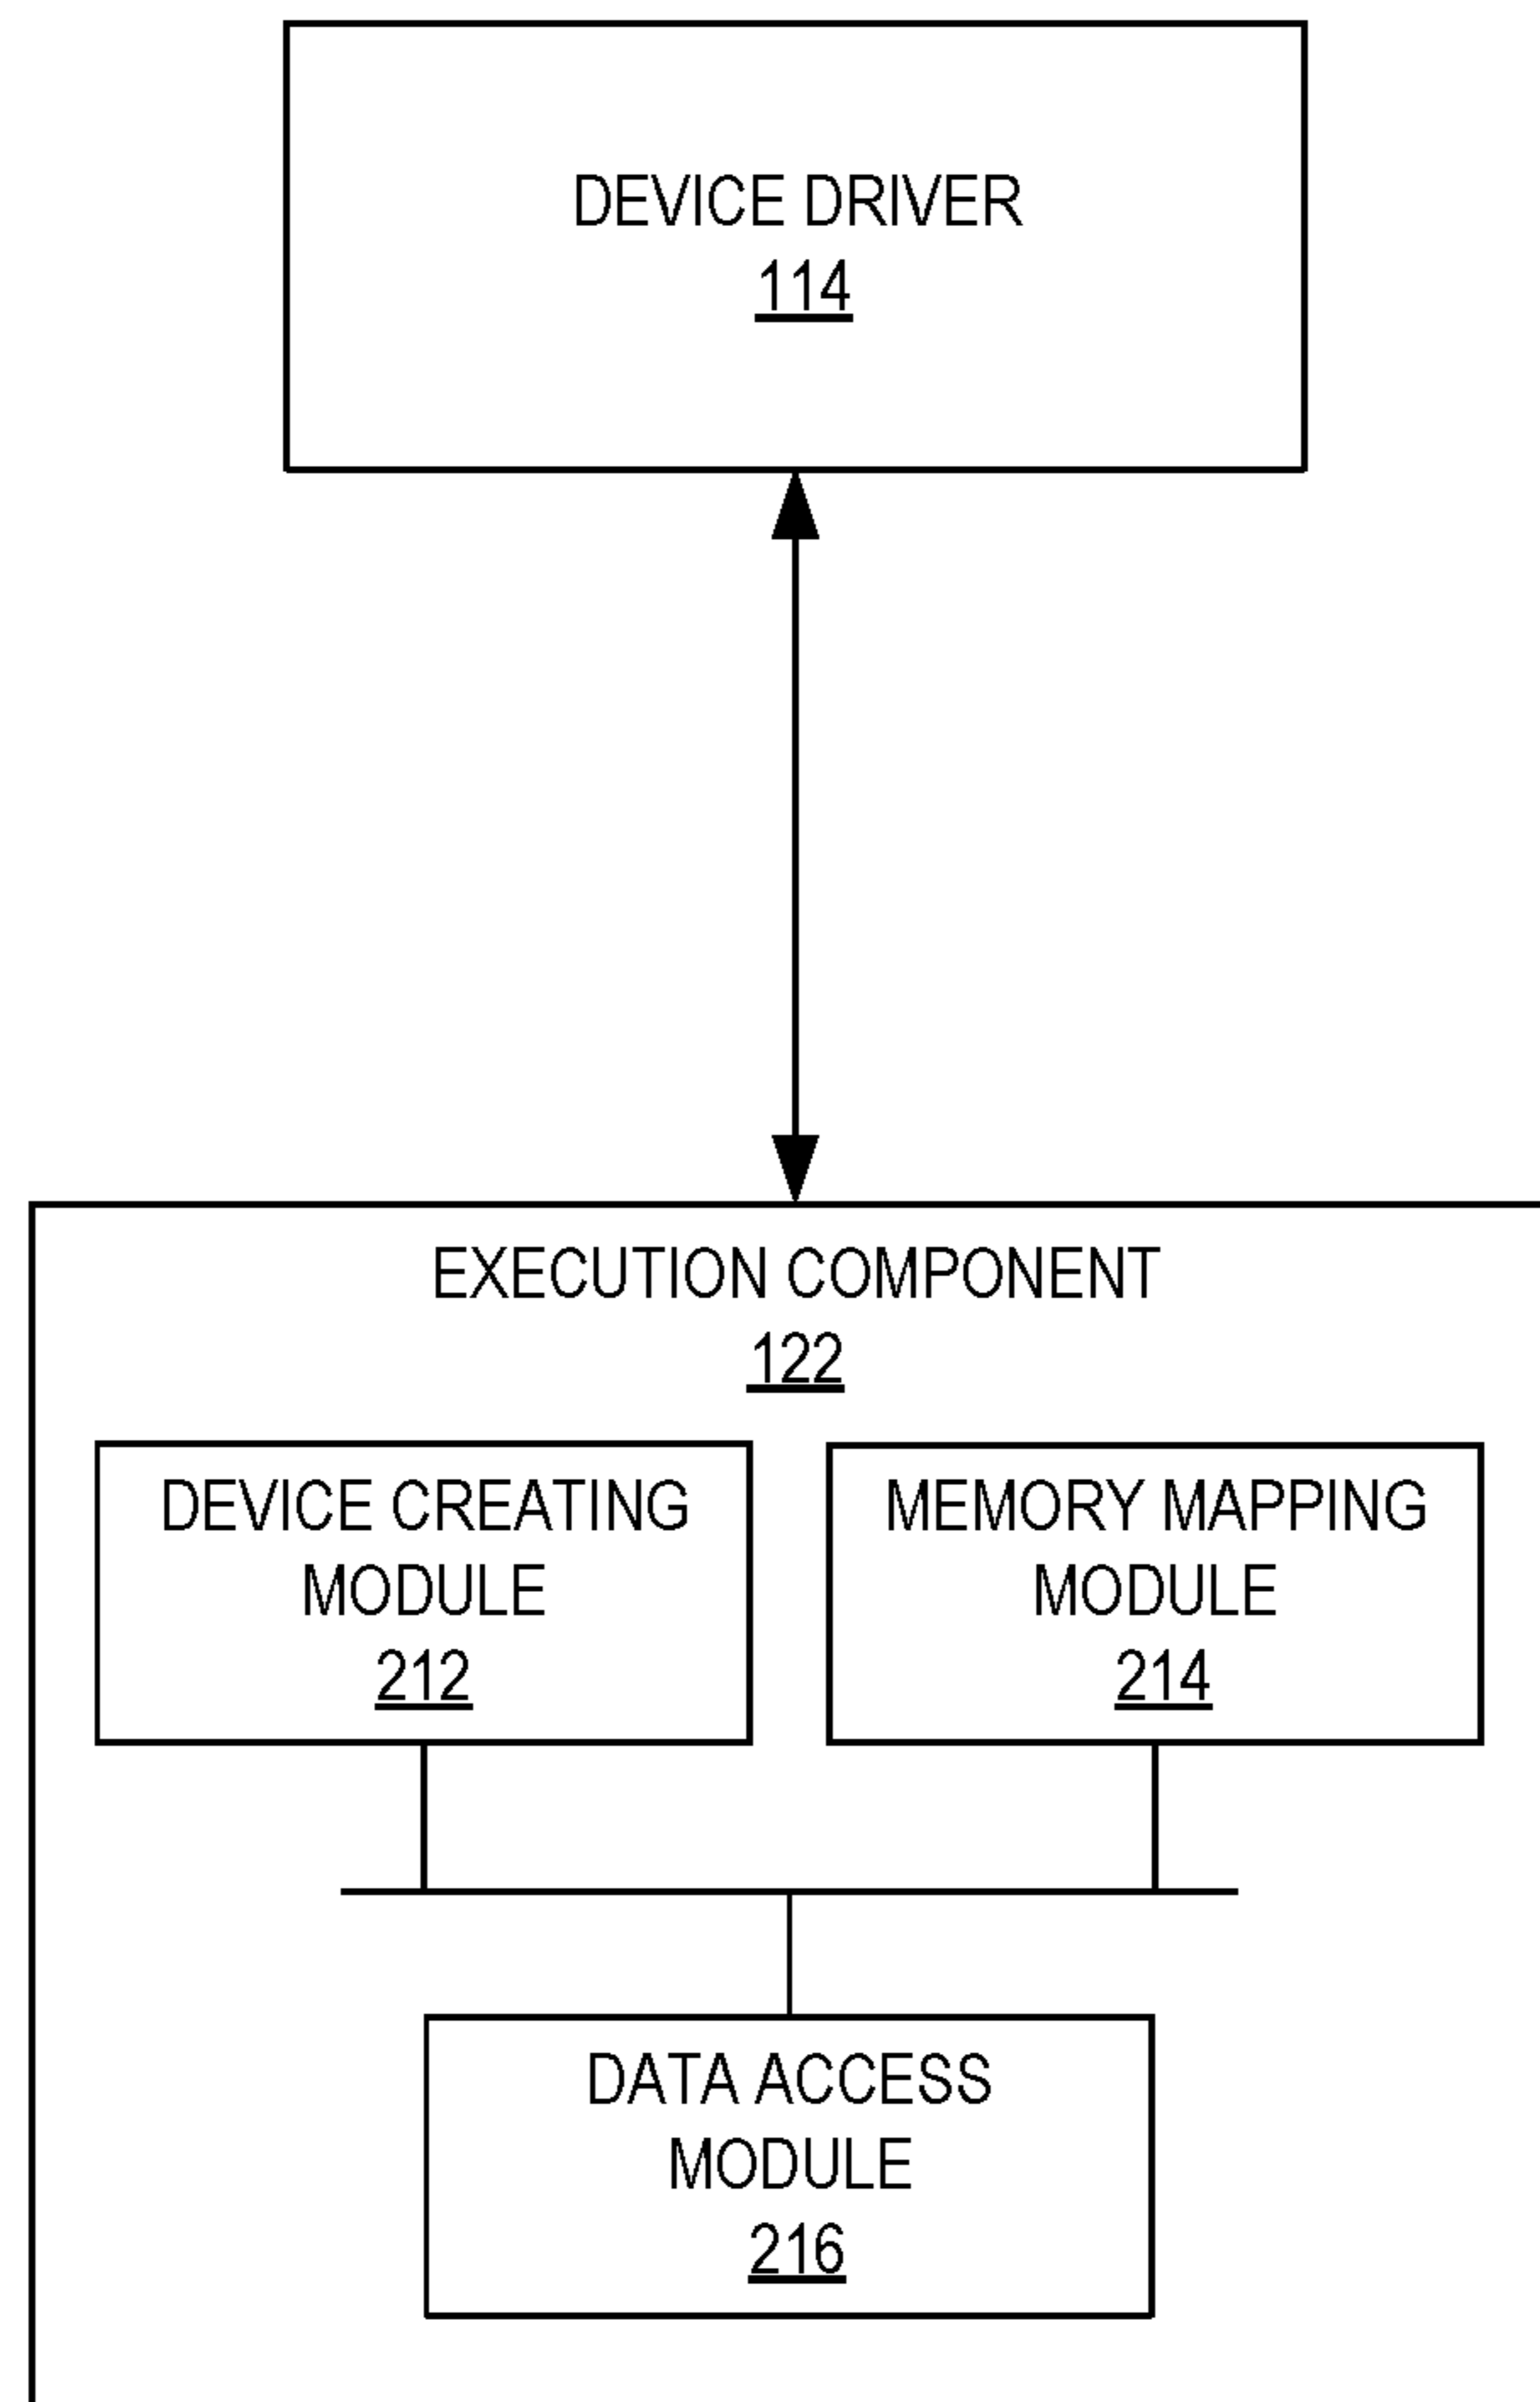 DEVICE DRIVER
114
EXECUTION COMPONENT
122
DEVICE CREATING
MODULE
212
MEMORY MAPPING
MODULE
214
DATA ACCESS
MODULE
216